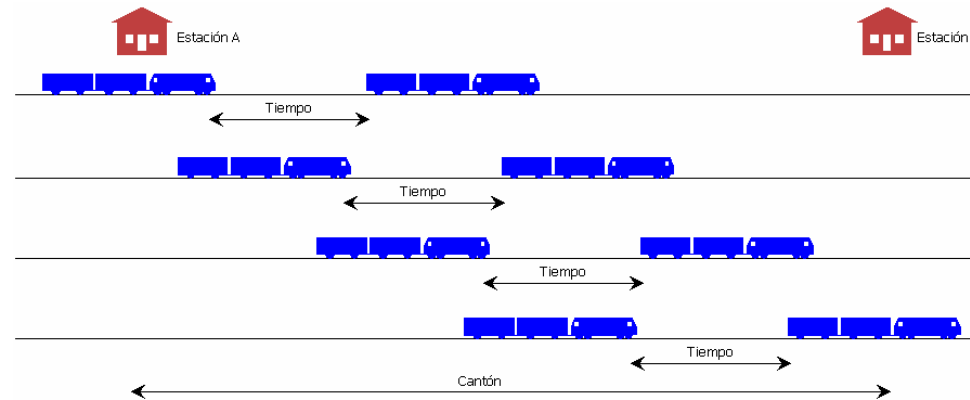 Estación A
Estación
Tiempo
Tiempo
Tiempo
Tiempo
Cantón